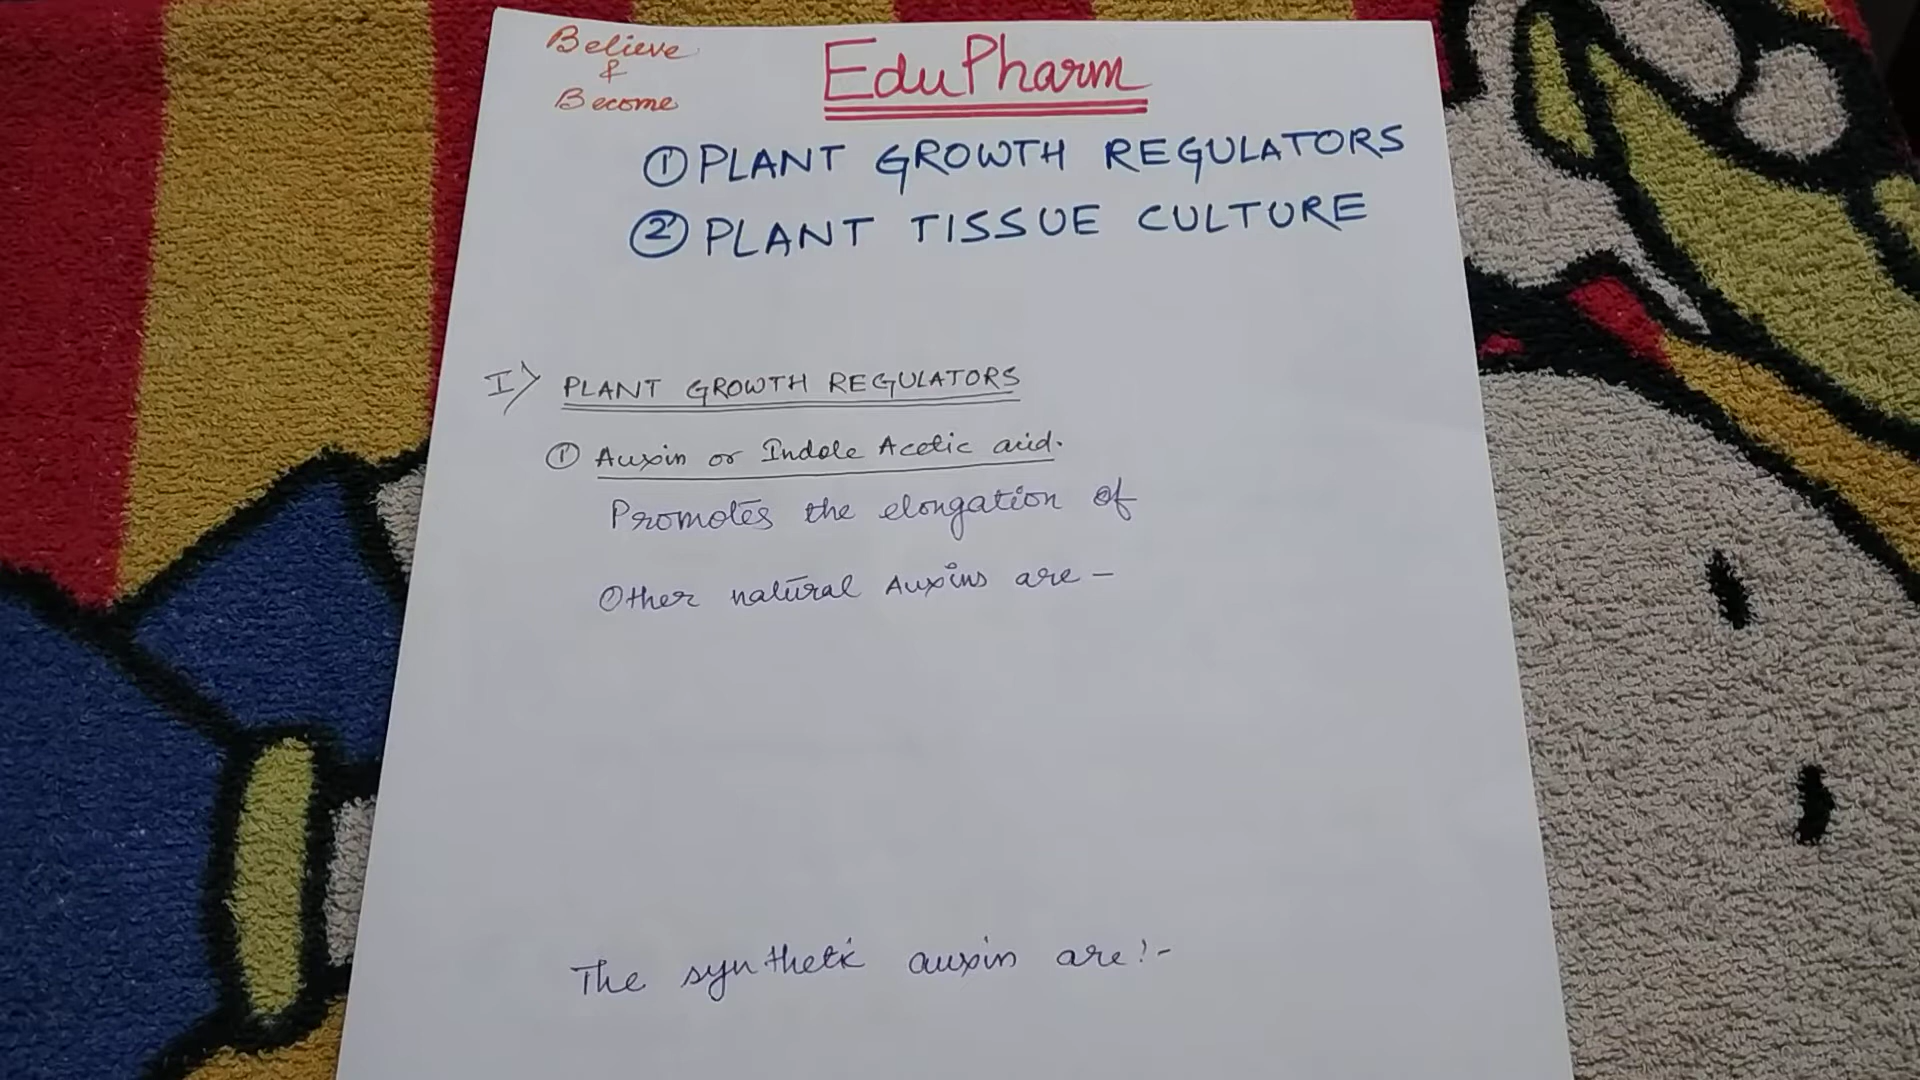 Believe
&
Become
EduPharm
① PLANT GROWTH REGULATORS
② PLANT TISSUE CULTURE
I> PLANT GROWTH REGULATORS
① Auxin or Indole Acetic acid.
Promotes the elongation of
Other natural Auxins are –
The synthetic auxin are:-